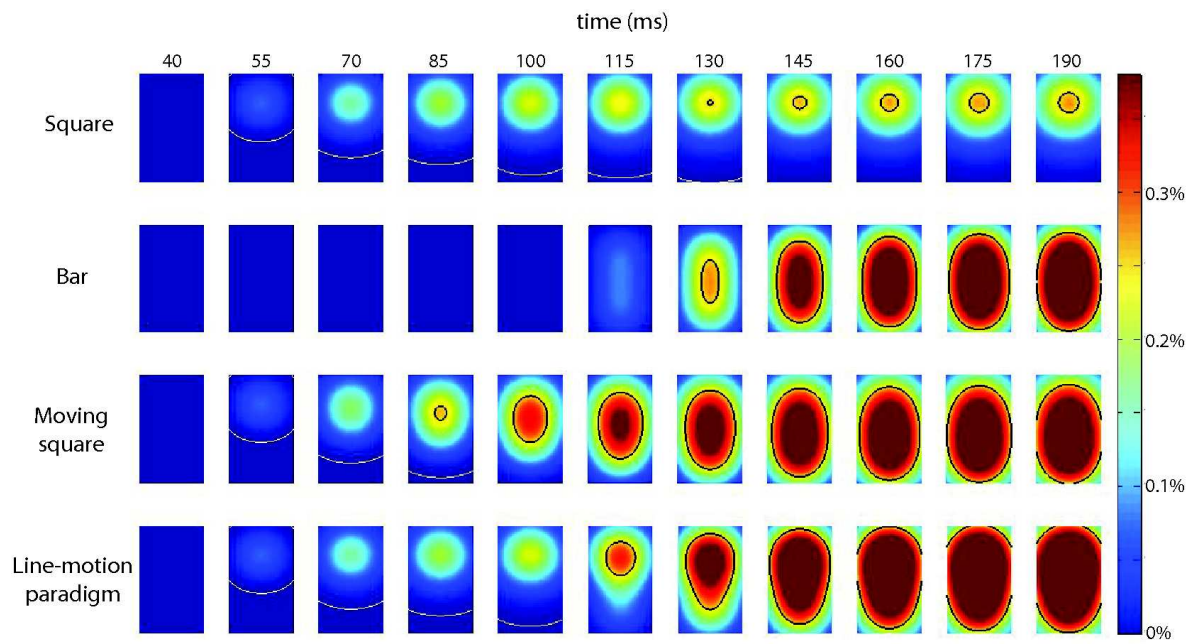 time (ms)
40 55 70 85 100 115 130 145 160 175 190
Square
Bar
Moving
square
Line-motion
paradigm
0.3%
0.2%
0.1%
0%